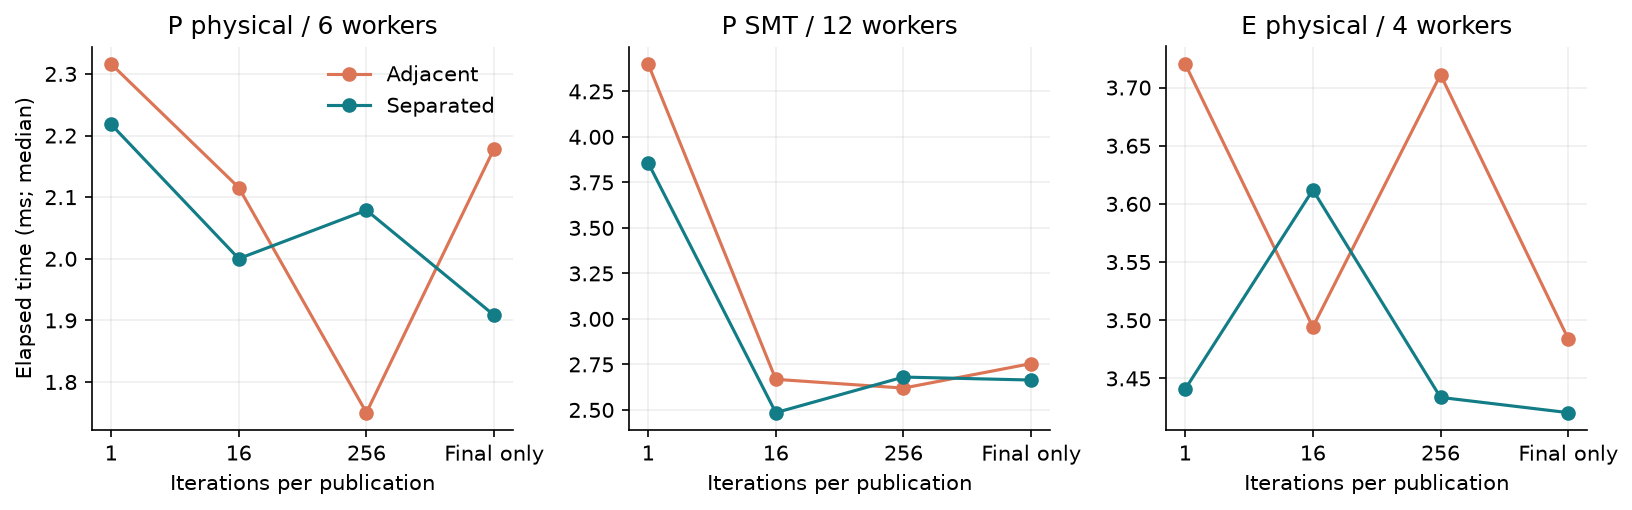 P physical / 6 workers
Elapsed time (ms; median)
2.3
2.2
2.1
2.0
1.9
1.8
Adjacent
Separated
1
16
256
Final only
Iterations per publication
P SMT / 12 workers
4.25
4.00
3.75
3.50
3.25
3.00
2.75
2.50
1
16
256
Final only
Iterations per publication
E physical / 4 workers
3.70
3.65
3.60
3.55
3.50
3.45
1
16
256
Final only
Iterations per publication